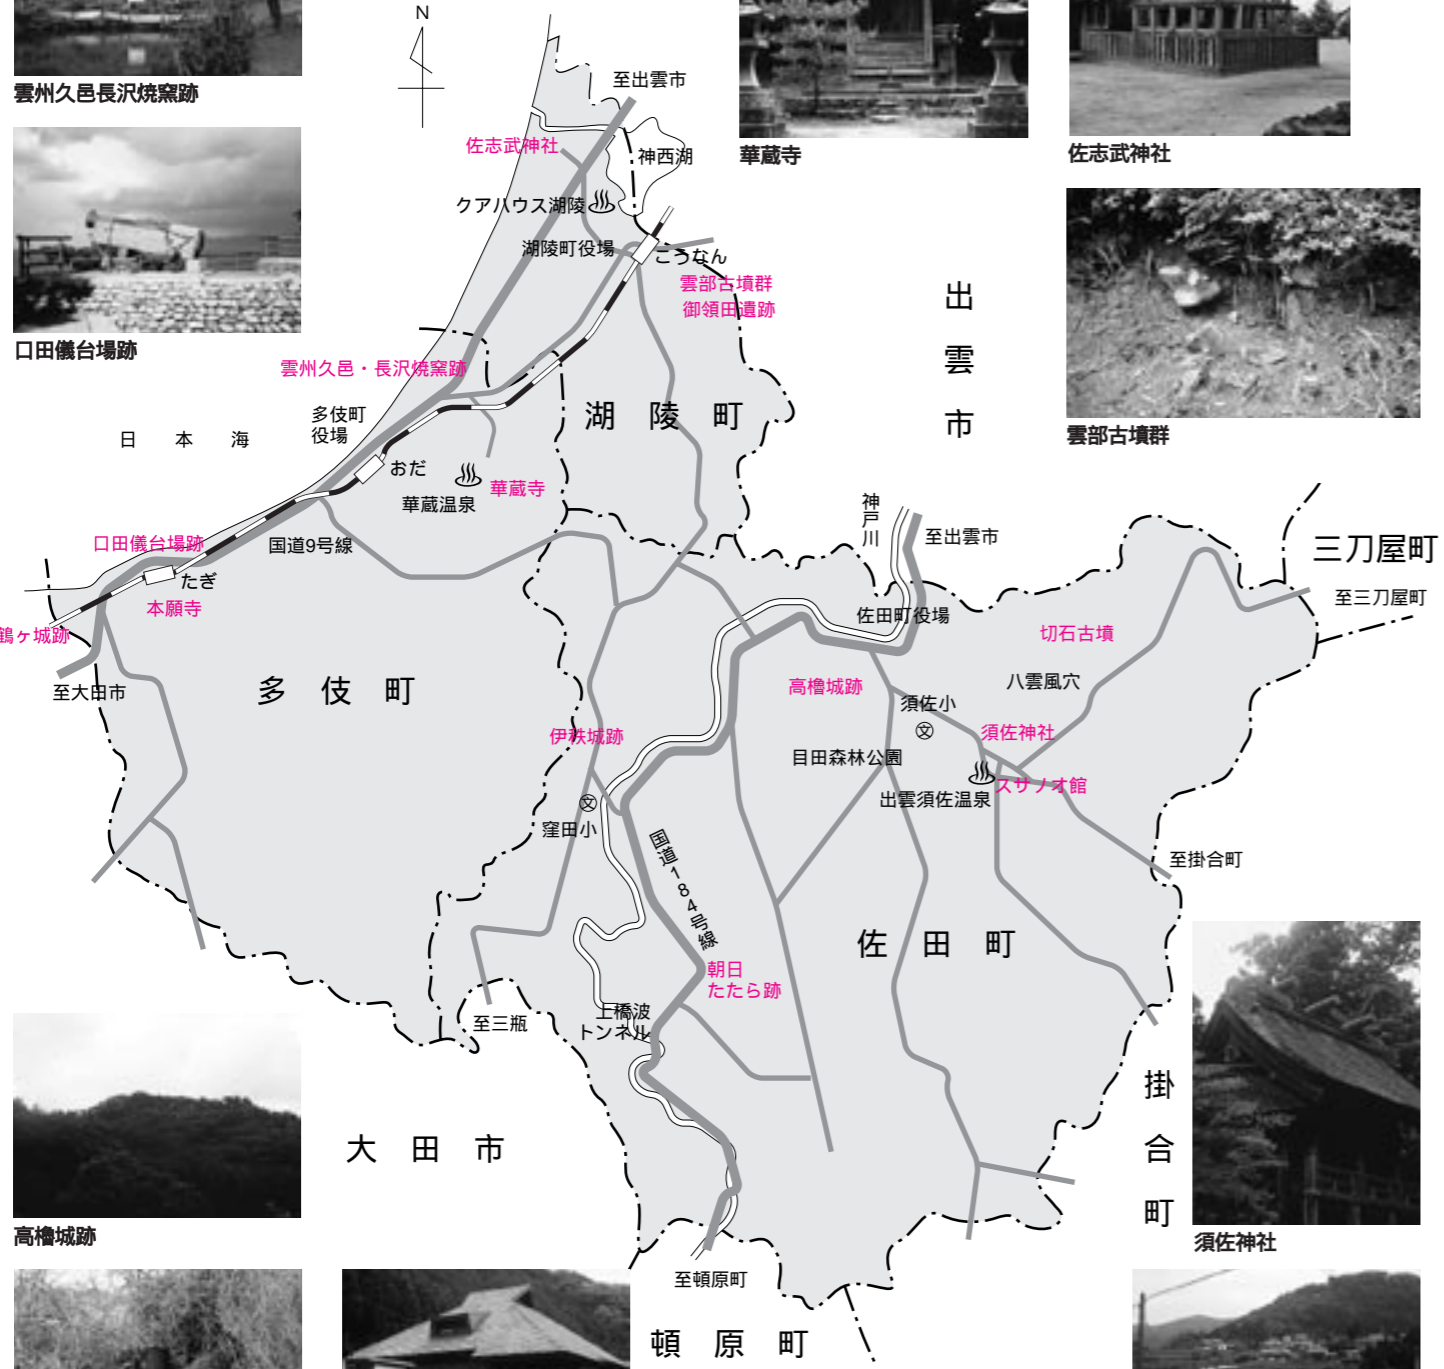 N
雲州久邑長沢焼窯跡
口田儀台場跡
華蔵寺
佐志武神社
雲部古墳群
至出雲市
佐志武神社
神西湖
クアハウス湖陵
湖陵町役場
こうなん
雲部古墳群
御領田遺跡
出雲市
雲州久邑・長沢焼窯跡
湖陵町
多伎町
役場
日本海
おだ
華蔵温泉
華蔵寺
口田儀台場跡
国道9号線
たぎ
本願寺
鶴ヶ城跡
至大田市
多伎町
神戸川
至出雲市
三刀屋町
至三刀屋町
佐田町役場
切石古墳
八雲風穴
高櫓城跡
須佐小
文
須佐神社
伊秩城跡
目田森林公園
スサノオ館
出雲須佐温泉
文
窪田小
国道184号線
至掛合町
佐田町
朝日
たたら跡
上橋波
トンネル
至三瓶
掛合町
大田市
高櫓城跡
須佐神社
至頓原町
頓原町